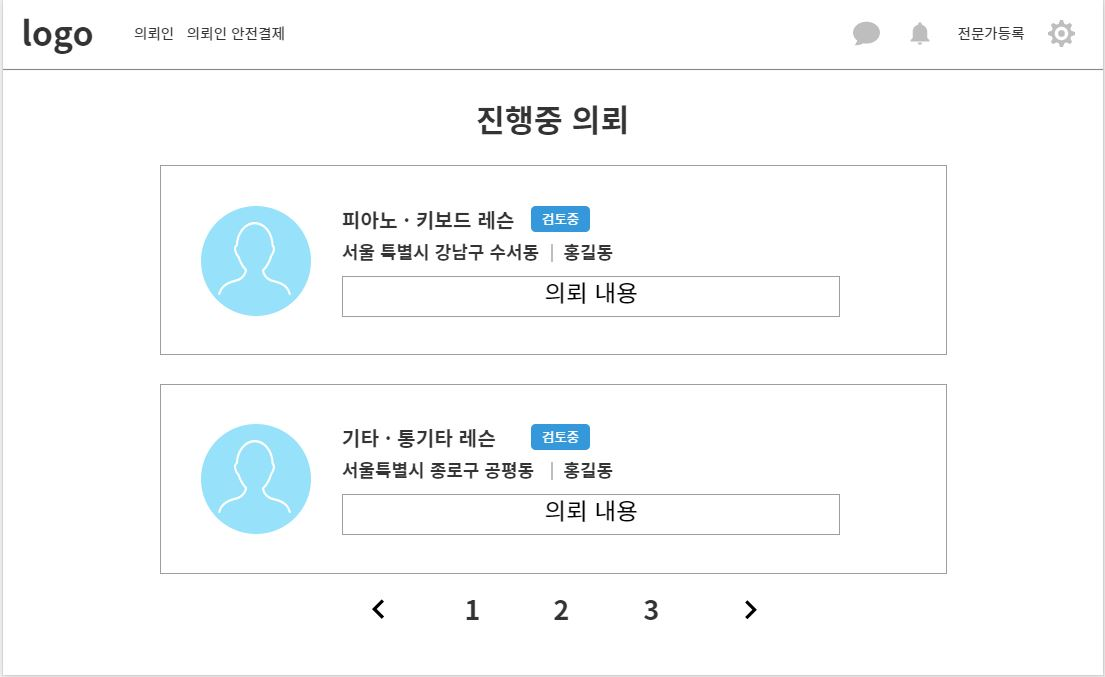 logo 의뢰인 의뢰인 안전결제 전문가등록
진행중 의뢰
피아노 · 키보드 레슨 검토중
서울 특별시 강남구 수서동 | 홍길동
의뢰 내용
기타 · 통기타 레슨 검토중
서울특별시 종로구 공평동 | 홍길동
의뢰 내용
1 2 3